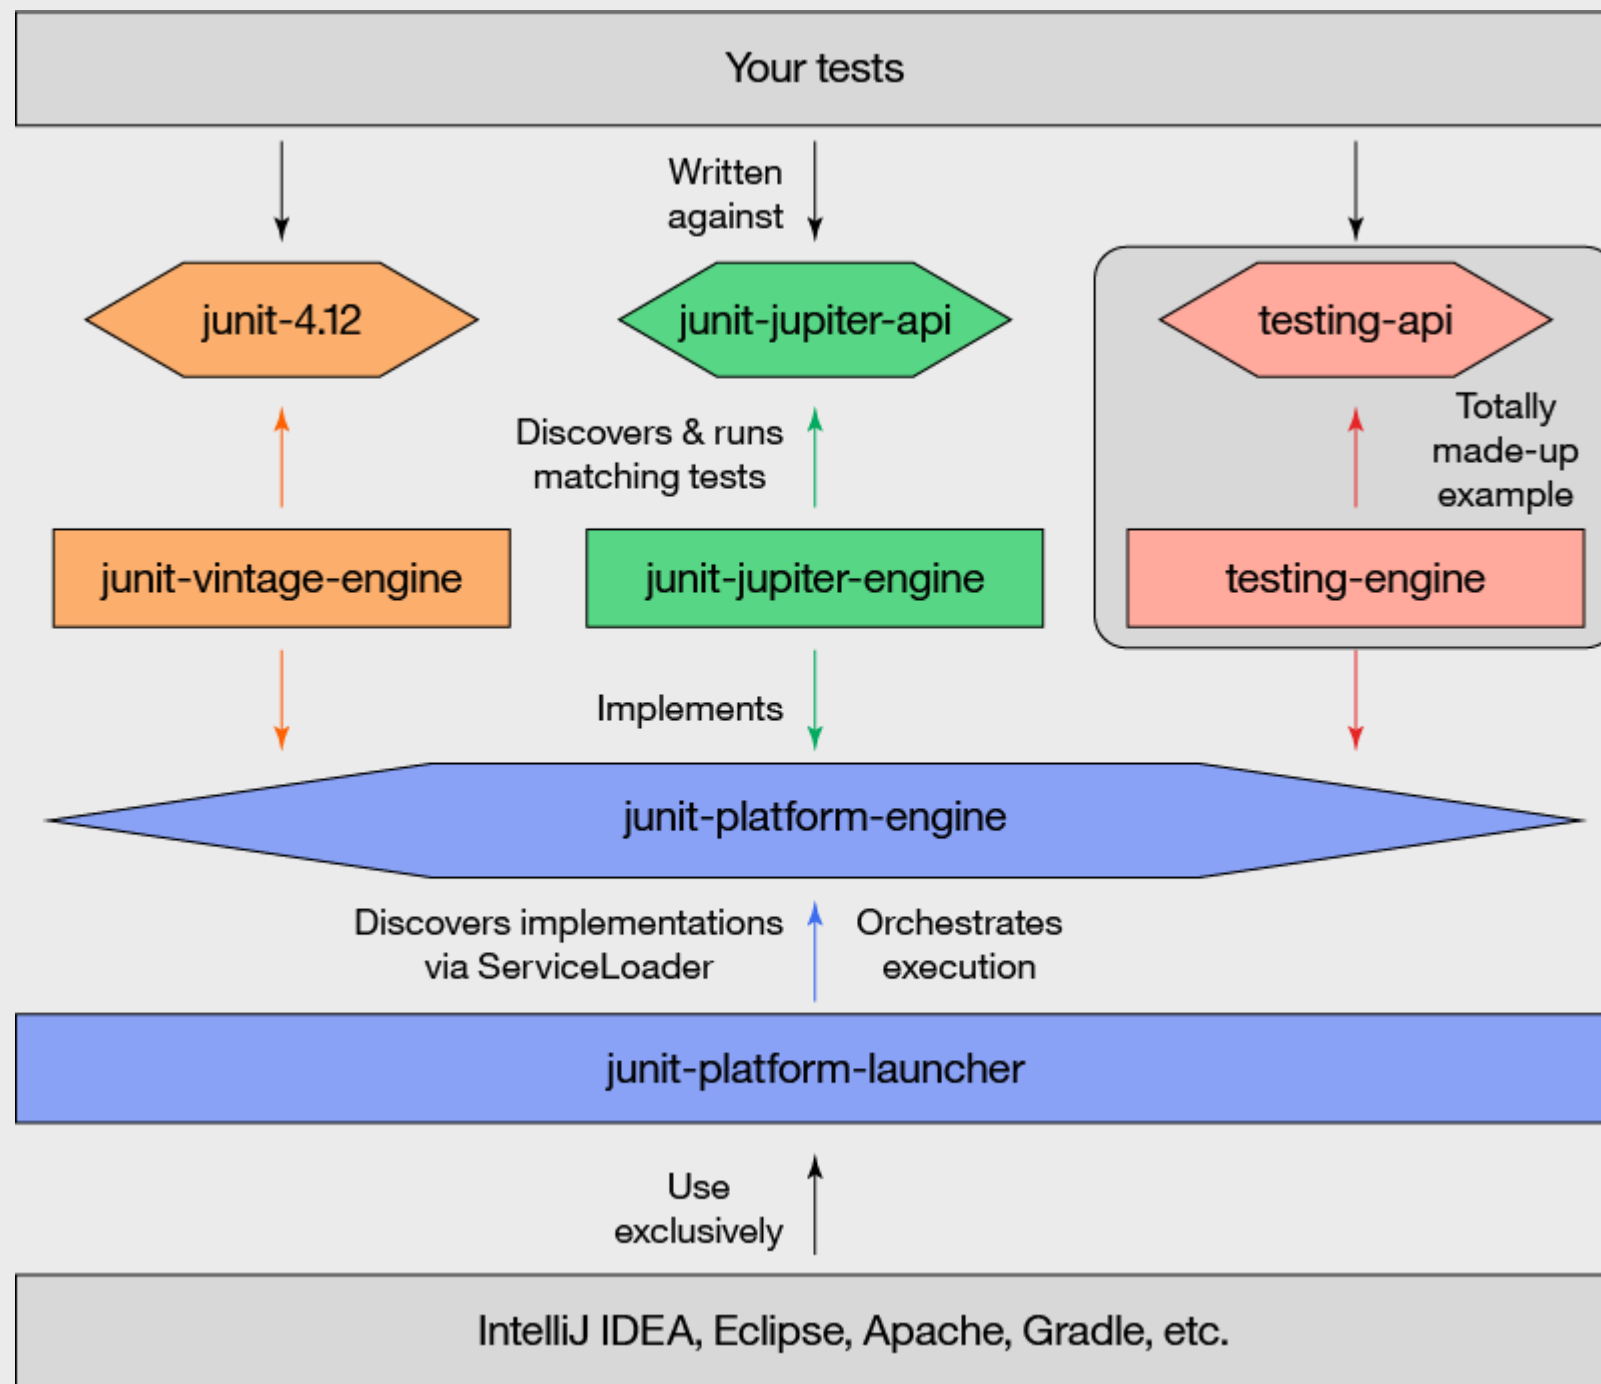 Your tests
Written
against
junit-4.12
junit-jupiter-api
testing-api
Discovers & runs
matching tests
Totally
made-up
example
junit-vintage-engine
junit-jupiter-engine
testing-engine
Implements
junit-platform-engine
Discovers implementations
via ServiceLoader
Orchestrates
execution
junit-platform-launcher
Use
exclusively
IntelliJ IDEA, Eclipse, Apache, Gradle, etc.